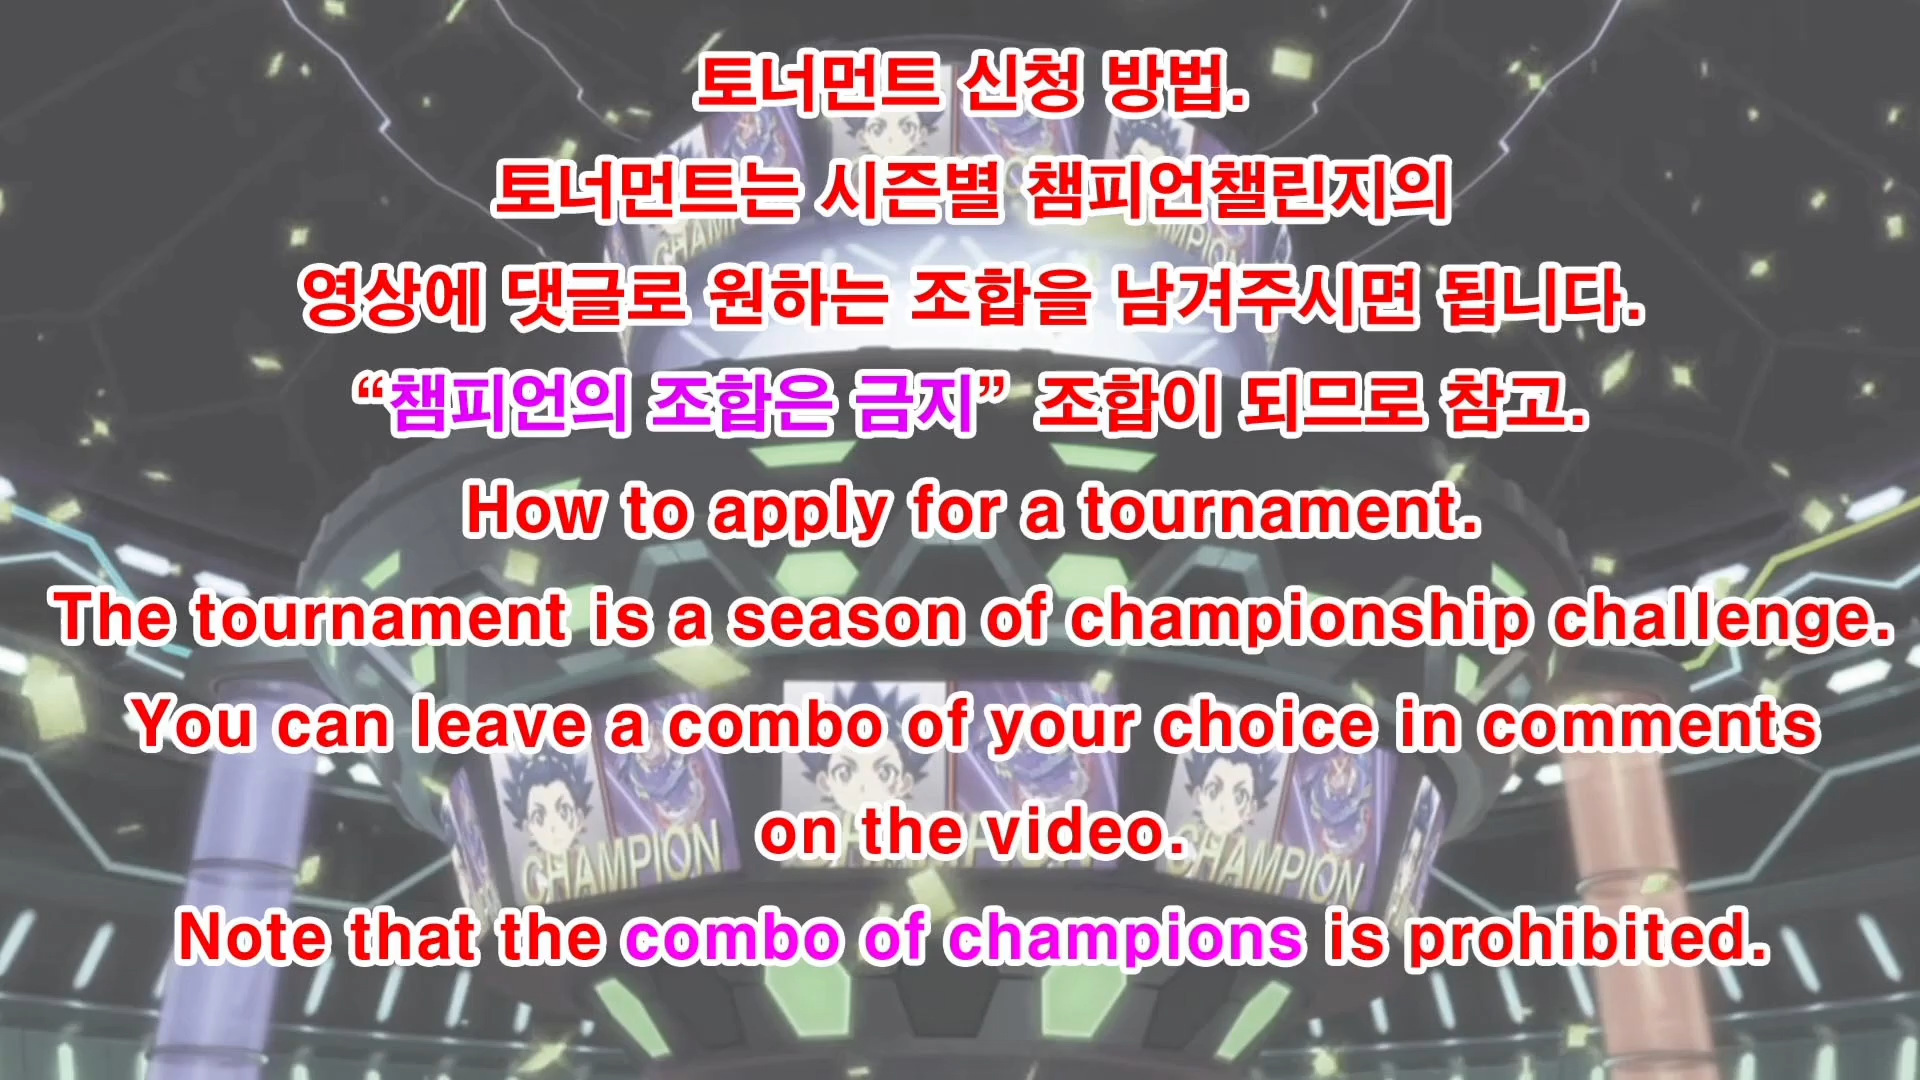 토너먼트 신청 방법.
토너먼트는 시즌별 챔피언챌린지의
영상에 댓글로 원하는 조합을 남겨주시면 됩니다.
“챔피언의 조합은 금지” 조합이 되므로 참고.
How to apply for a tournament.
The tournament is a season of championship challenge.
You can leave a combo of your choice in comments
on the video.
Note that the combo of champions is prohibited.
CHAMPION
CHAMPION